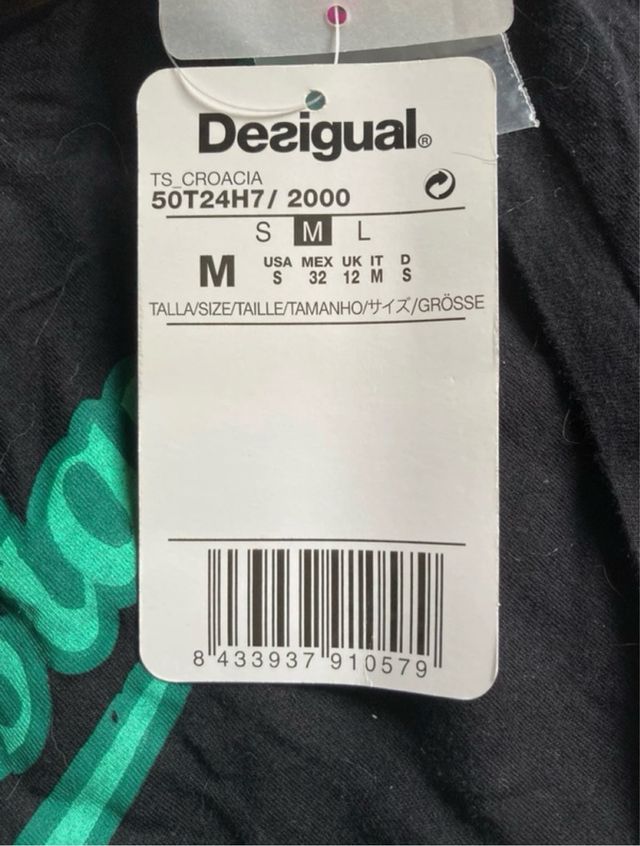 Desigual®
TS_CROACIA
50T24H7/ 2000
S M L
M
USA MEX UK IT D
S 32 12 M S
TALLA/SIZE/TAILLE/TAMANHO/サイズ/GRÖSSE
8 433937 910579